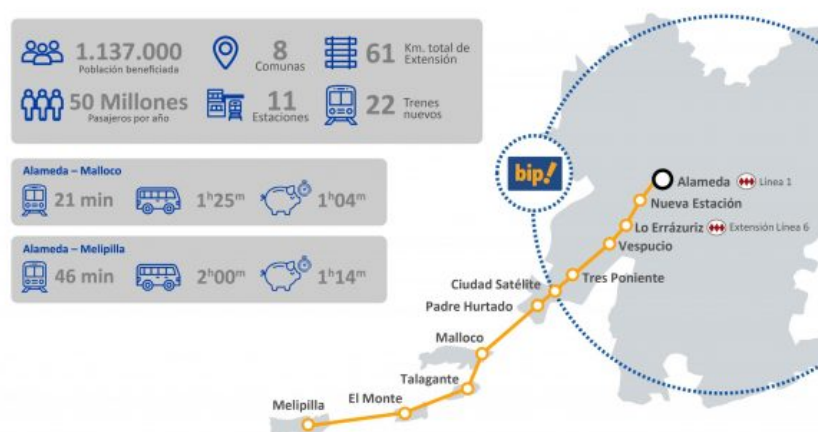 1.137.000
Población beneficiada
8
Comunas
61
Km. total de
Extensión
50 Millones
Pasajeros por año
11
Estaciones
22
Trenes
nuevos
Alameda – Malloco
21 min
1h25m
1h04m
Alameda – Melipilla
46 min
2h00m
1h14m
bip!
Alameda
Linea 1
Nueva Estación
Lo Errázuriz
Extensión Linea 6
Vespucio
Tres Poniente
Ciudad Satélite
Padre Hurtado
Malloco
Talagante
El Monte
Melipilla